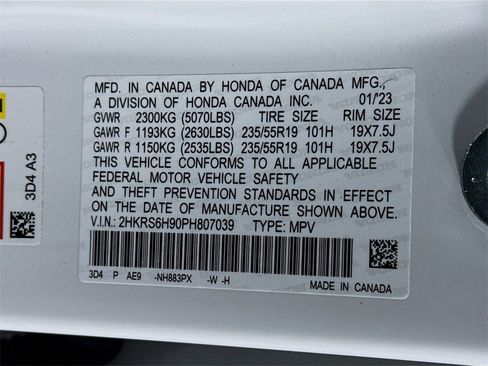 MFD. IN CANADA BY HONDA OF CANADA MFG.,
A DIVISION OF HONDA CANADA INC. 01/'23
GVWR 2300KG (5070LBS) TIRE SIZE RIM SIZE
GAWR F 1193KG (2630LBS) 235/55R19 101H 19X7.5J
GAWR R 1150KG (2535LBS) 235/55R19 101H 19X7.5J
THIS VEHICLE CONFORMS TO ALL APPLICABLE
FEDERAL MOTOR VEHICLE SAFETY
AND THEFT PREVENTION STANDARDS IN EFFECT
ON THE DATE OF MANUFACTURE SHOWN ABOVE.
V.I.N.: 2HKRS6H90PH807039 TYPE: MPV
3D4 P AE9 -NH883PX -W -H
MADE IN CANADA
3D4 A3